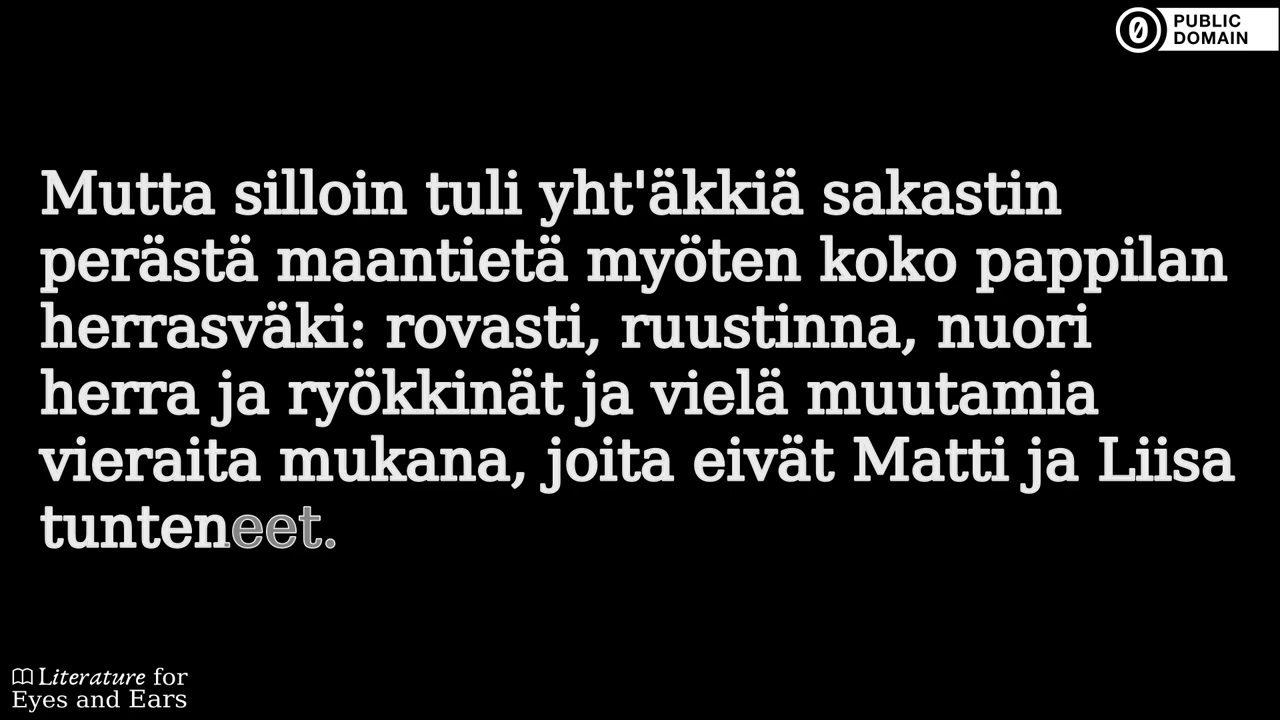 PUBLIC
DOMAIN
Mutta silloin tuli yht'äkkiä sakastin
perästä maantietä myöten koko pappilan
herrasväki: rovasti, ruustinna, nuori
herra ja ryökkinät ja vielä muutamia
vieraita mukana, joita eivät Matti ja Liisa
tunteneet.
Literature for
Eyes and Ears